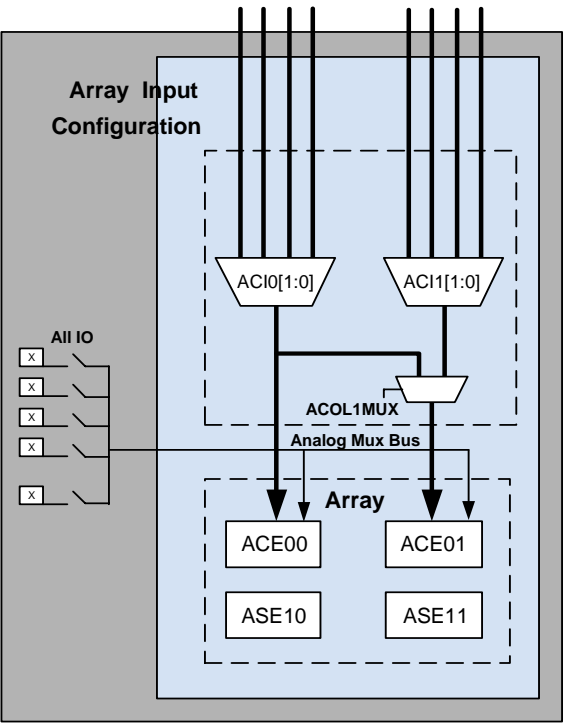 Array Input
Configuration
ACI0[1:0]
ACI1[1:0]
All IO
X
X
X
X
X
ACOL1MUX
Analog Mux Bus
Array
ACE00
ACE01
ASE10
ASE11